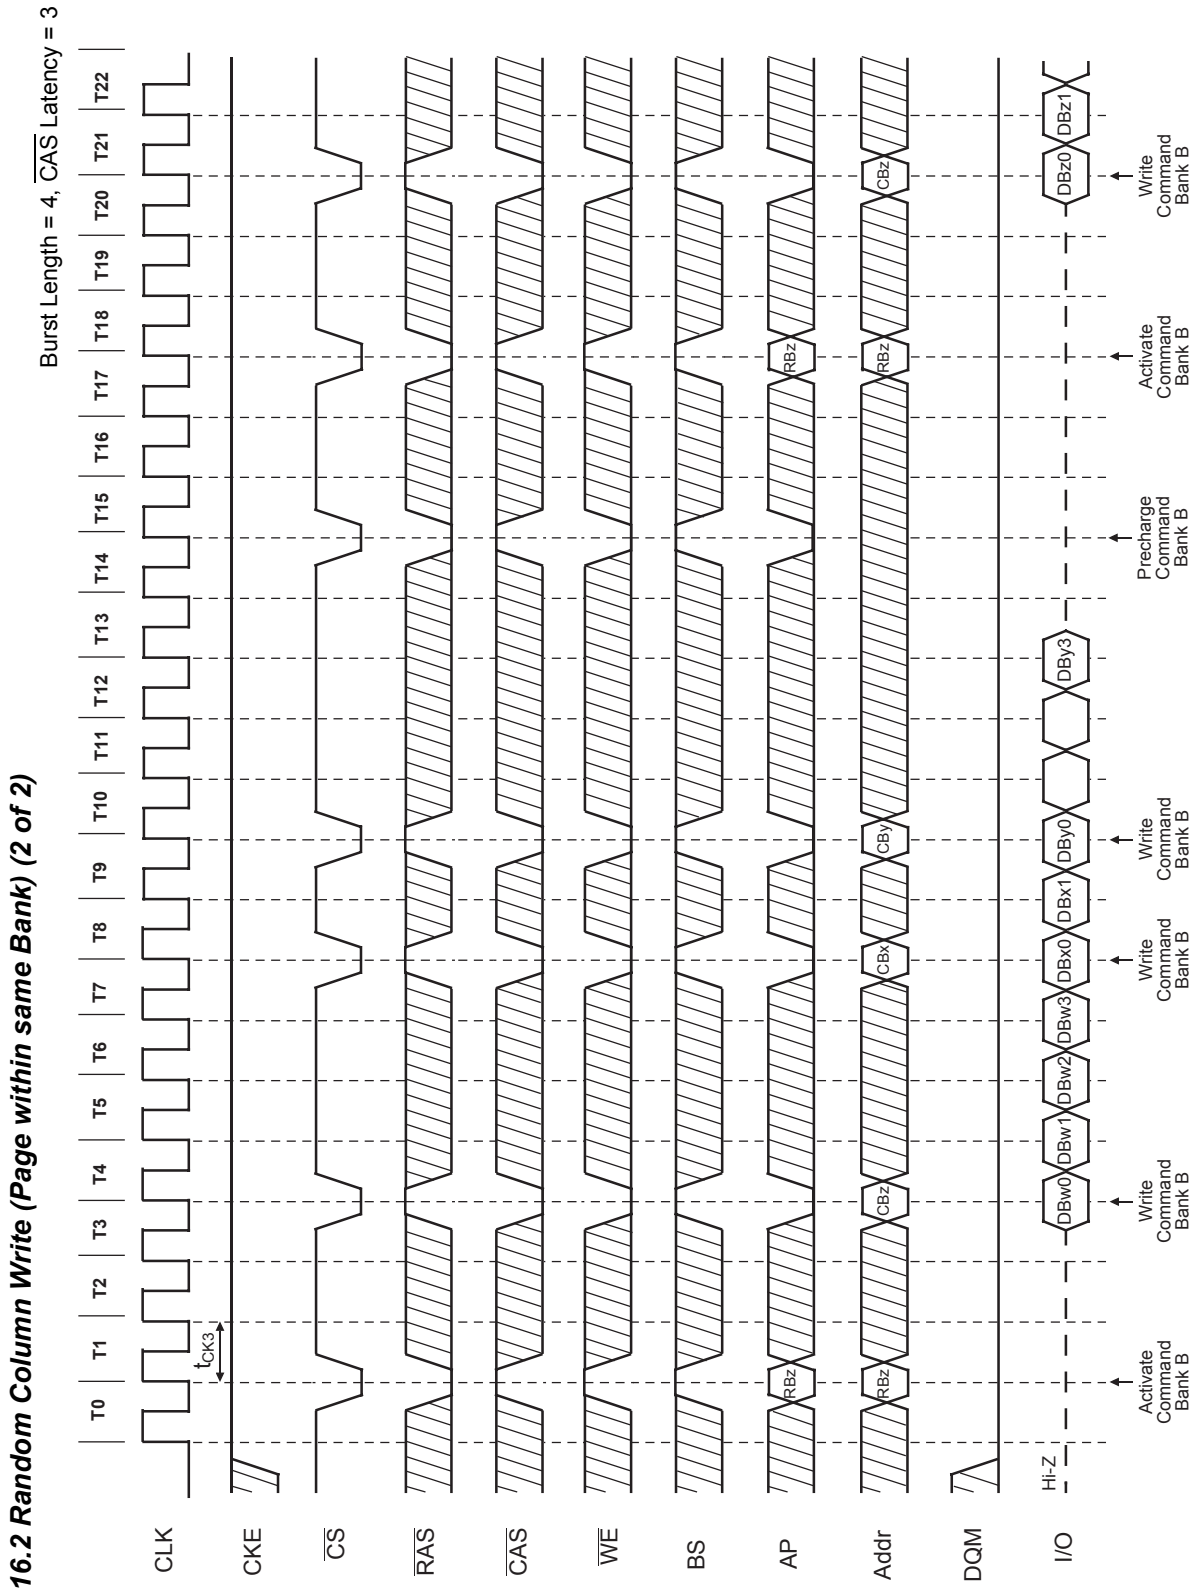 16.2 Random Column Write (Page within same Bank) (2 of 2)
Burst Length = 4, CAS Latency = 3
T0 T1 T2 T3 T4 T5 T6 T7 T8 T9 T10 T11 T12 T13 T14 T15 T16 T17 T18 T19 T20 T21 T22
CLK
tCK3
CKE
CS
RAS
CAS
WE
BS
AP
RBz RBz
Addr
RBz CBz CBx CBy RBz CBz
DQM
I/O
Hi-Z
DBw0 DBw1 DBw2 DBw3 DBx0 DBx1 DBy0 DBy3 DBz0 DBz1
Activate
Command
Bank B
Write
Command
Bank B
Write
Command
Bank B
Write
Command
Bank B
Precharge
Command
Bank B
Activate
Command
Bank B
Write
Command
Bank B